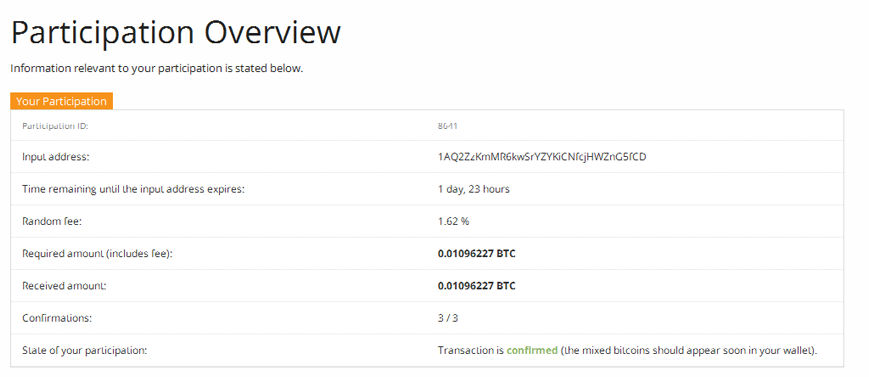 Participation Overview
Information relevant to your participation is stated below.
Your Participation
Participation ID: 8641
Input address: 1AQ2ZzKmMR6kwSrYZYKiCNfcjHWZnG5fCD
Time remaining until the input address expires: 1 day, 23 hours
Random fee: 1.62 %
Required amount (includes fee): 0.01096227 BTC
Received amount: 0.01096227 BTC
Confirmations: 3 / 3
State of your participation: Transaction is confirmed (the mixed bitcoins should appear soon in your wallet).